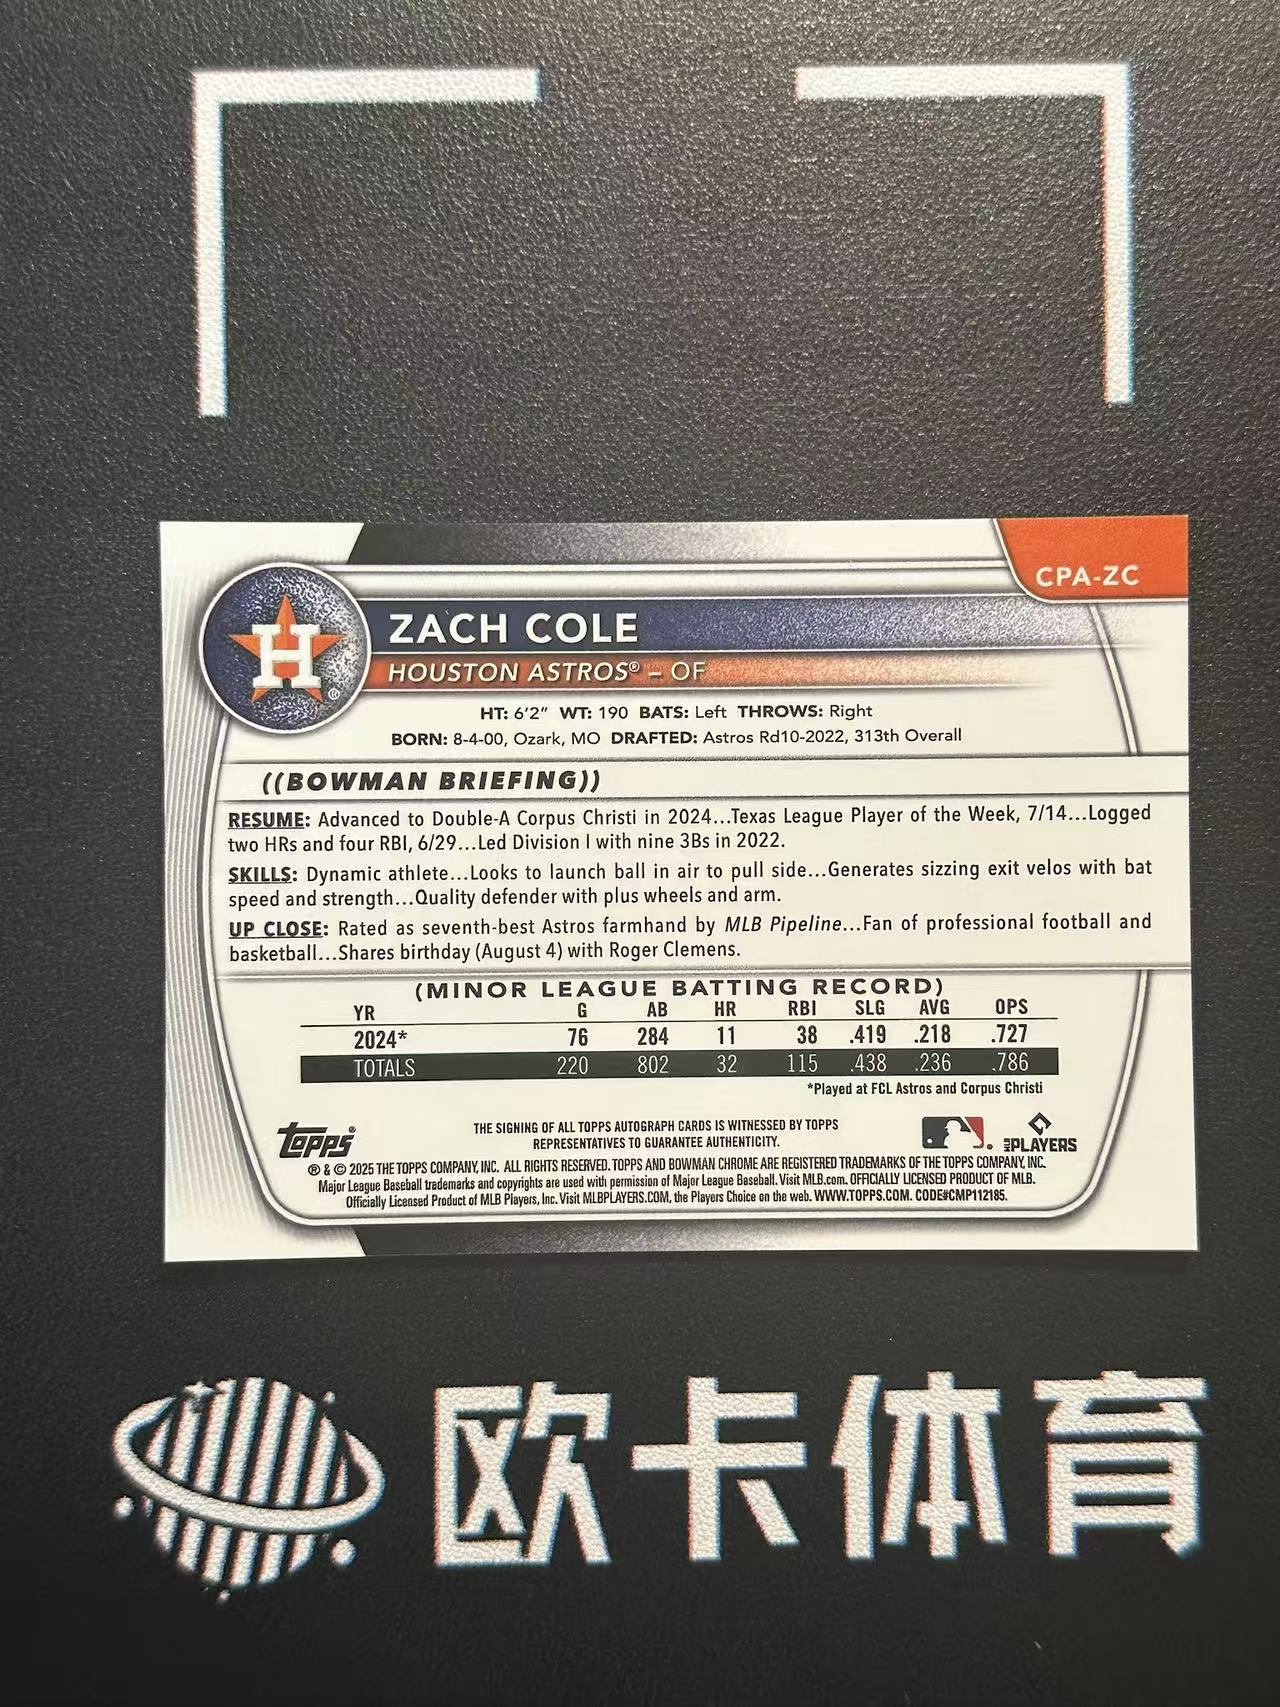 CPA-ZC
ZACH COLE
HOUSTON ASTROS® – OF
HT: 6'2" WT: 190 BATS: Left THROWS: Right
BORN: 8-4-00, Ozark, MO DRAFTED: Astros Rd10-2022, 313th Overall
((BOWMAN BRIEFING))
RESUME: Advanced to Double-A Corpus Christi in 2024...Texas League Player of the Week, 7/14...Logged
two HRs and four RBI, 6/29...Led Division I with nine 3Bs in 2022.
SKILLS: Dynamic athlete...Looks to launch ball in air to pull side...Generates sizzing exit velos with bat
speed and strength...Quality defender with plus wheels and arm.
UP CLOSE: Rated as seventh-best Astros farmhand by MLB Pipeline...Fan of professional football and
basketball...Shares birthday (August 4) with Roger Clemens.
(MINOR LEAGUE BATTING RECORD)
YR G AB HR RBI SLG AVG OPS
2024* 76 284 11 38 .419 .218 .727
TOTALS 220 802 32 115 .438 .236 .786
*Played at FCL Astros and Corpus Christi
Topps®
THE SIGNING OF ALL TOPPS AUTOGRAPH CARDS IS WITNESSED BY TOPPS
REPRESENTATIVES TO GUARANTEE AUTHENTICITY.
MLB PLAYERS
® & © 2025 THE TOPPS COMPANY, INC. ALL RIGHTS RESERVED. TOPPS AND BOWMAN CHROME ARE REGISTERED TRADEMARKS OF THE TOPPS COMPANY, INC.
Major League Baseball trademarks and copyrights are used with permission of Major League Baseball. Visit MLB.com. OFFICIALLY LICENSED PRODUCT OF MLB.
Officially Licensed Product of MLB Players, Inc. Visit MLBPLAYERS.COM, the Players Choice on the web. WWW.TOPPS.COM. CODE#CMP112185.
欧卡体育